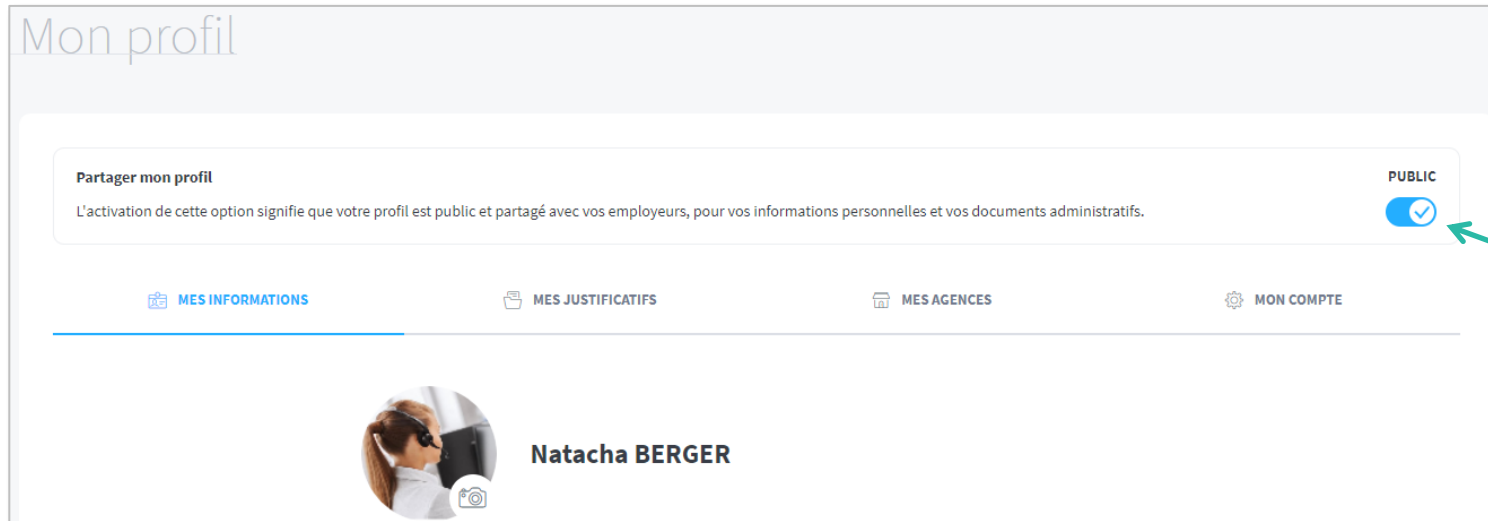 Mon profil
Partager mon profil
PUBLIC
L'activation de cette option signifie que votre profil est public et partagé avec vos employeurs, pour vos informations personnelles et vos documents administratifs.
MES INFORMATIONS
MES JUSTIFICATIFS
MES AGENCES
MON COMPTE
Natacha BERGER